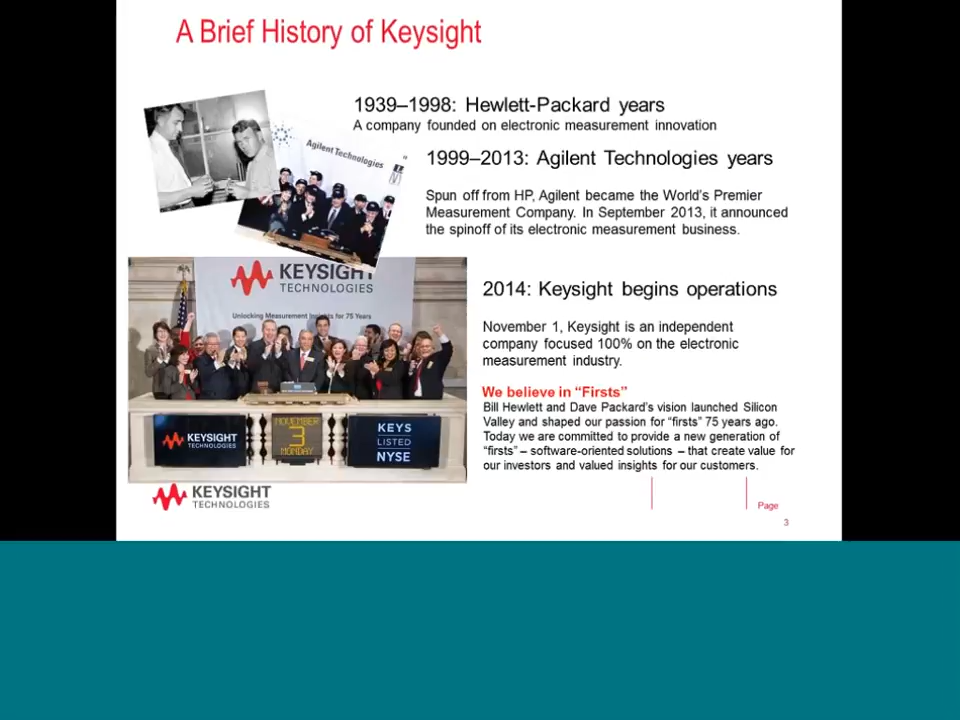 A Brief History of Keysight
1939–1998: Hewlett-Packard years
A company founded on electronic measurement innovation
Agilent Technologies
1999–2013: Agilent Technologies years
Spun off from HP, Agilent became the World's Premier
Measurement Company. In September 2013, it announced
the spinoff of its electronic measurement business.
KEYSIGHT
TECHNOLOGIES
Unlocking Measurement Insights for 75 Years
2014: Keysight begins operations
November 1, Keysight is an independent
company focused 100% on the electronic
measurement industry.
We believe in “Firsts”
Bill Hewlett and Dave Packard's vision launched Silicon
Valley and shaped our passion for “firsts” 75 years ago.
Today we are committed to provide a new generation of
“firsts” – software-oriented solutions – that create value for
our investors and valued insights for our customers.
KEYSIGHT
TECHNOLOGIES
NOVEMBER
3
MONDAY
KEYS
LISTED
NYSE
KEYSIGHT
TECHNOLOGIES
Page
3